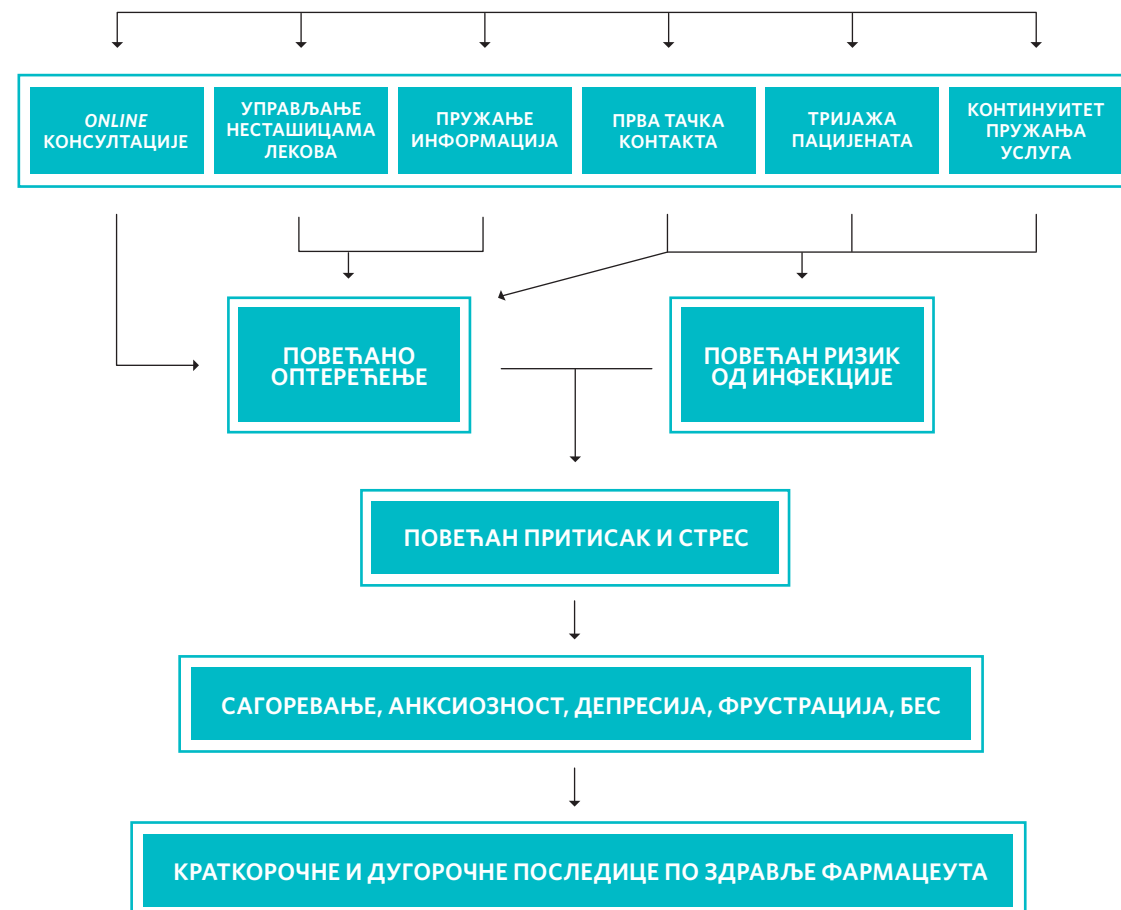 ONLINE
КОНСУЛТАЦИЈЕ
УПРАВЉАЊЕ
НЕСТАШИЦАМА
ЛЕКОВА
ПРУЖАЊЕ
ИНФОРМАЦИЈА
ПРВА ТАЧКА
КОНТАКТА
ТРИЈАЖА
ПАЦИЈЕНАТА
КОНТИНУИТЕТ
ПРУЖАЊА
УСЛУГА
ПОВЕЋАНО
ОПТЕРЕЋЕЊЕ
ПОВЕЋАН РИЗИК
ОД ИНФЕКЦИЈЕ
ПОВЕЋАН ПРИТИСАК И СТРЕС
САГОРЕВАЊЕ, АНКСИОЗНОСТ, ДЕПРЕСИЈА, ФРУСТРАЦИЈА, БЕС
КРАТКОРОЧНЕ И ДУГОРОЧНЕ ПОСЛЕДИЦЕ ПО ЗДРАВЉЕ ФАРМАЦЕУТА